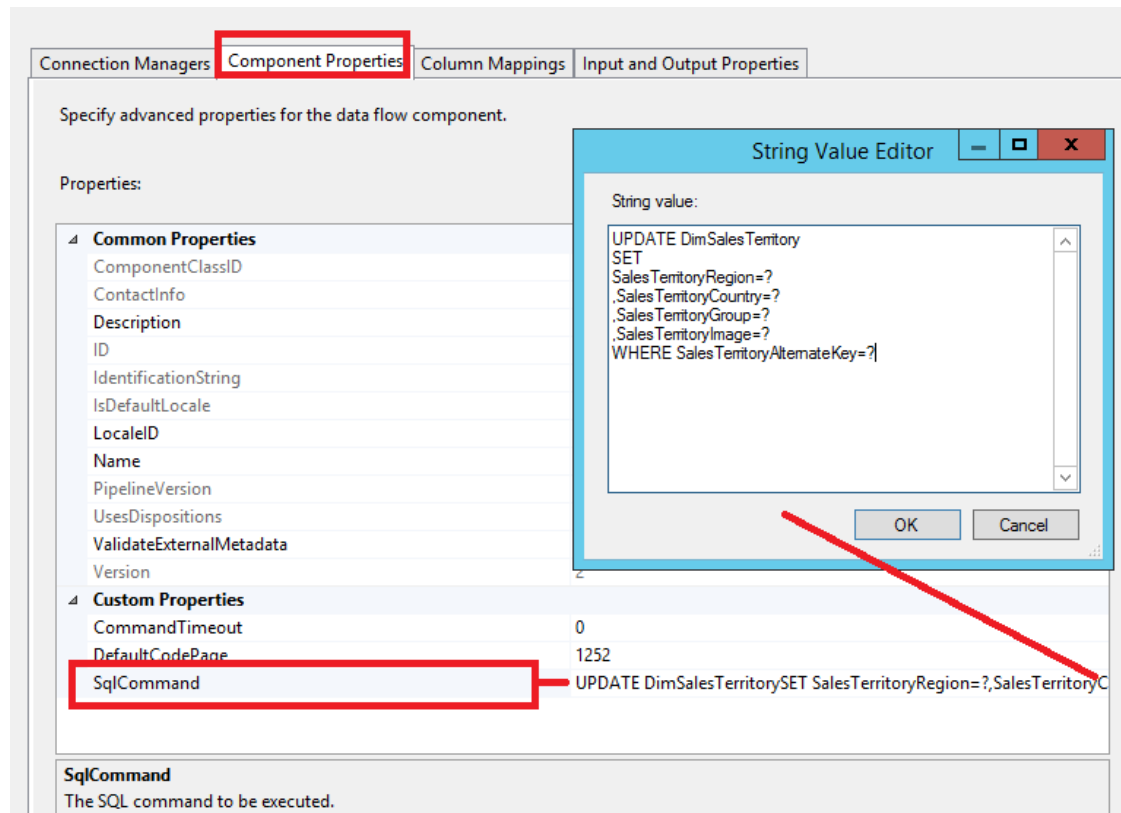 Connection Managers Component Properties Column Mappings Input and Output Properties
Specify advanced properties for the data flow component.
Properties:
Common Properties
ComponentClassID
ContactInfo
Description
ID
IdentificationString
IsDefaultLocale
LocaleID
Name
PipelineVersion
UsesDispositions
ValidateExternalMetadata
Version 2
Custom Properties
CommandTimeout 0
DefaultCodePage 1252
SqlCommand UPDATE DimSalesTerritorySET SalesTerritoryRegion=?,SalesTerritoryC
SqlCommand
The SQL command to be executed.
String Value Editor
String value:
UPDATE DimSalesTerritory
SET
SalesTerritoryRegion=?
,SalesTerritoryCountry=?
,SalesTerritoryGroup=?
,SalesTerritoryImage=?
WHERE SalesTerritoryAlternateKey=?
OK Cancel